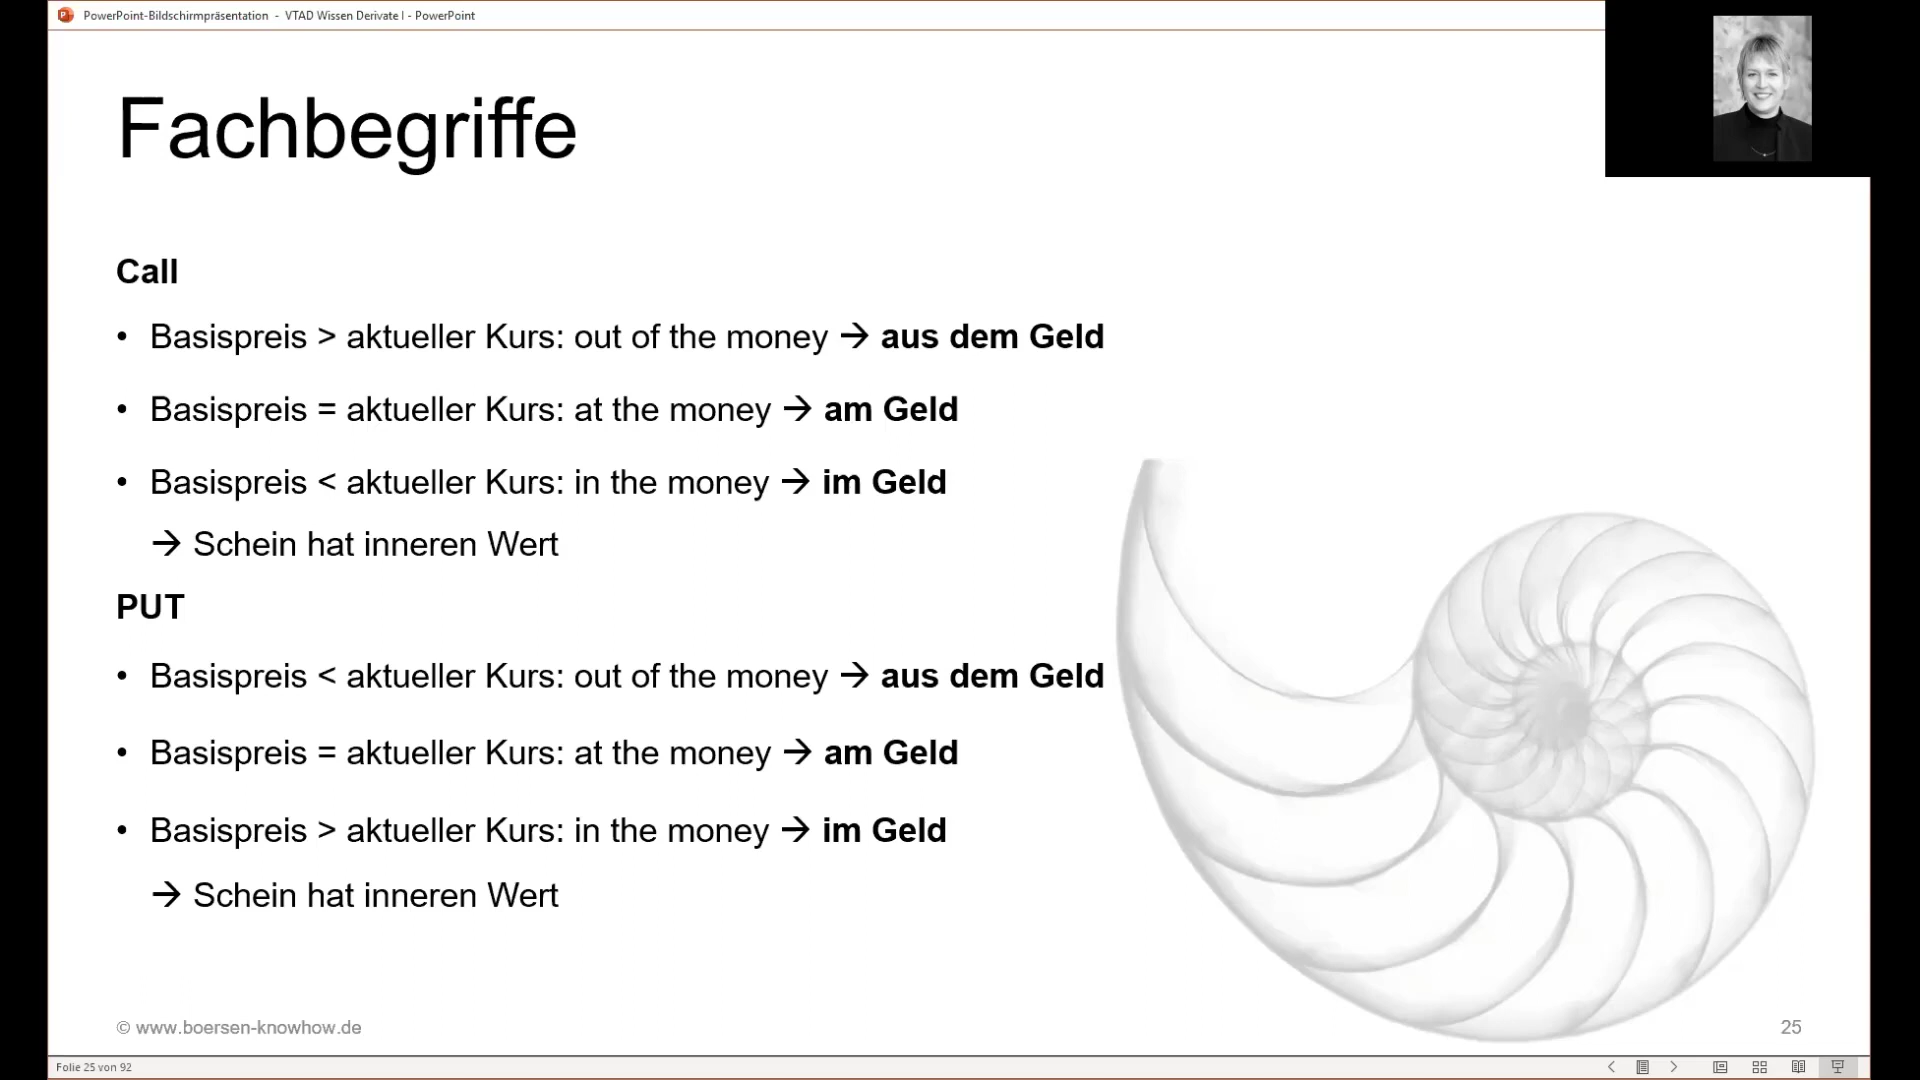 PowerPoint-Bildschirmpräsentation - VTAD Wissen Derivate I - PowerPoint
Fachbegriffe
Call
• Basispreis > aktueller Kurs: out of the money → aus dem Geld
• Basispreis = aktueller Kurs: at the money → am Geld
• Basispreis < aktueller Kurs: in the money → im Geld
→ Schein hat inneren Wert
PUT
• Basispreis < aktueller Kurs: out of the money → aus dem Geld
• Basispreis = aktueller Kurs: at the money → am Geld
• Basispreis > aktueller Kurs: in the money → im Geld
→ Schein hat inneren Wert
© www.boersen-knowhow.de
25
Folie 25 von 92